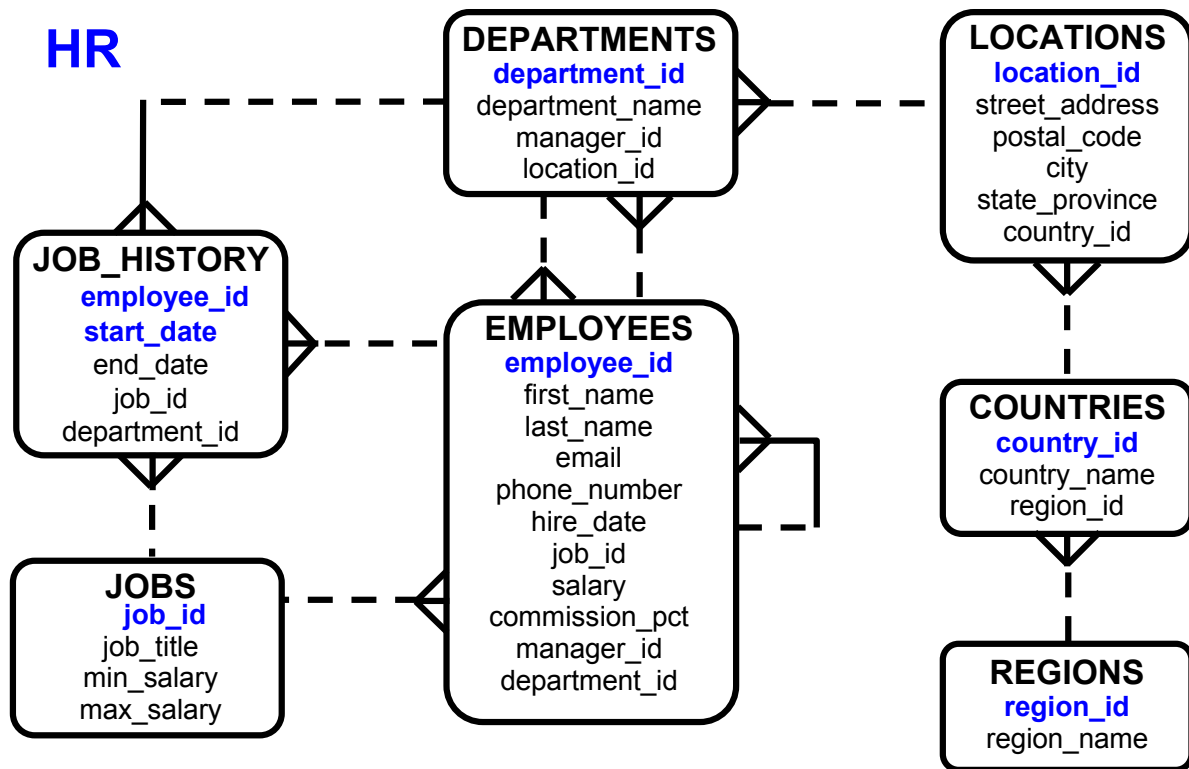 HR
DEPARTMENTS
department_id
department_name
manager_id
location_id
LOCATIONS
location_id
street_address
postal_code
city
state_province
country_id
JOB_HISTORY
employee_id
start_date
end_date
job_id
department_id
EMPLOYEES
employee_id
first_name
last_name
email
phone_number
hire_date
job_id
salary
commission_pct
manager_id
department_id
COUNTRIES
country_id
country_name
region_id
JOBS
job_id
job_title
min_salary
max_salary
REGIONS
region_id
region_name